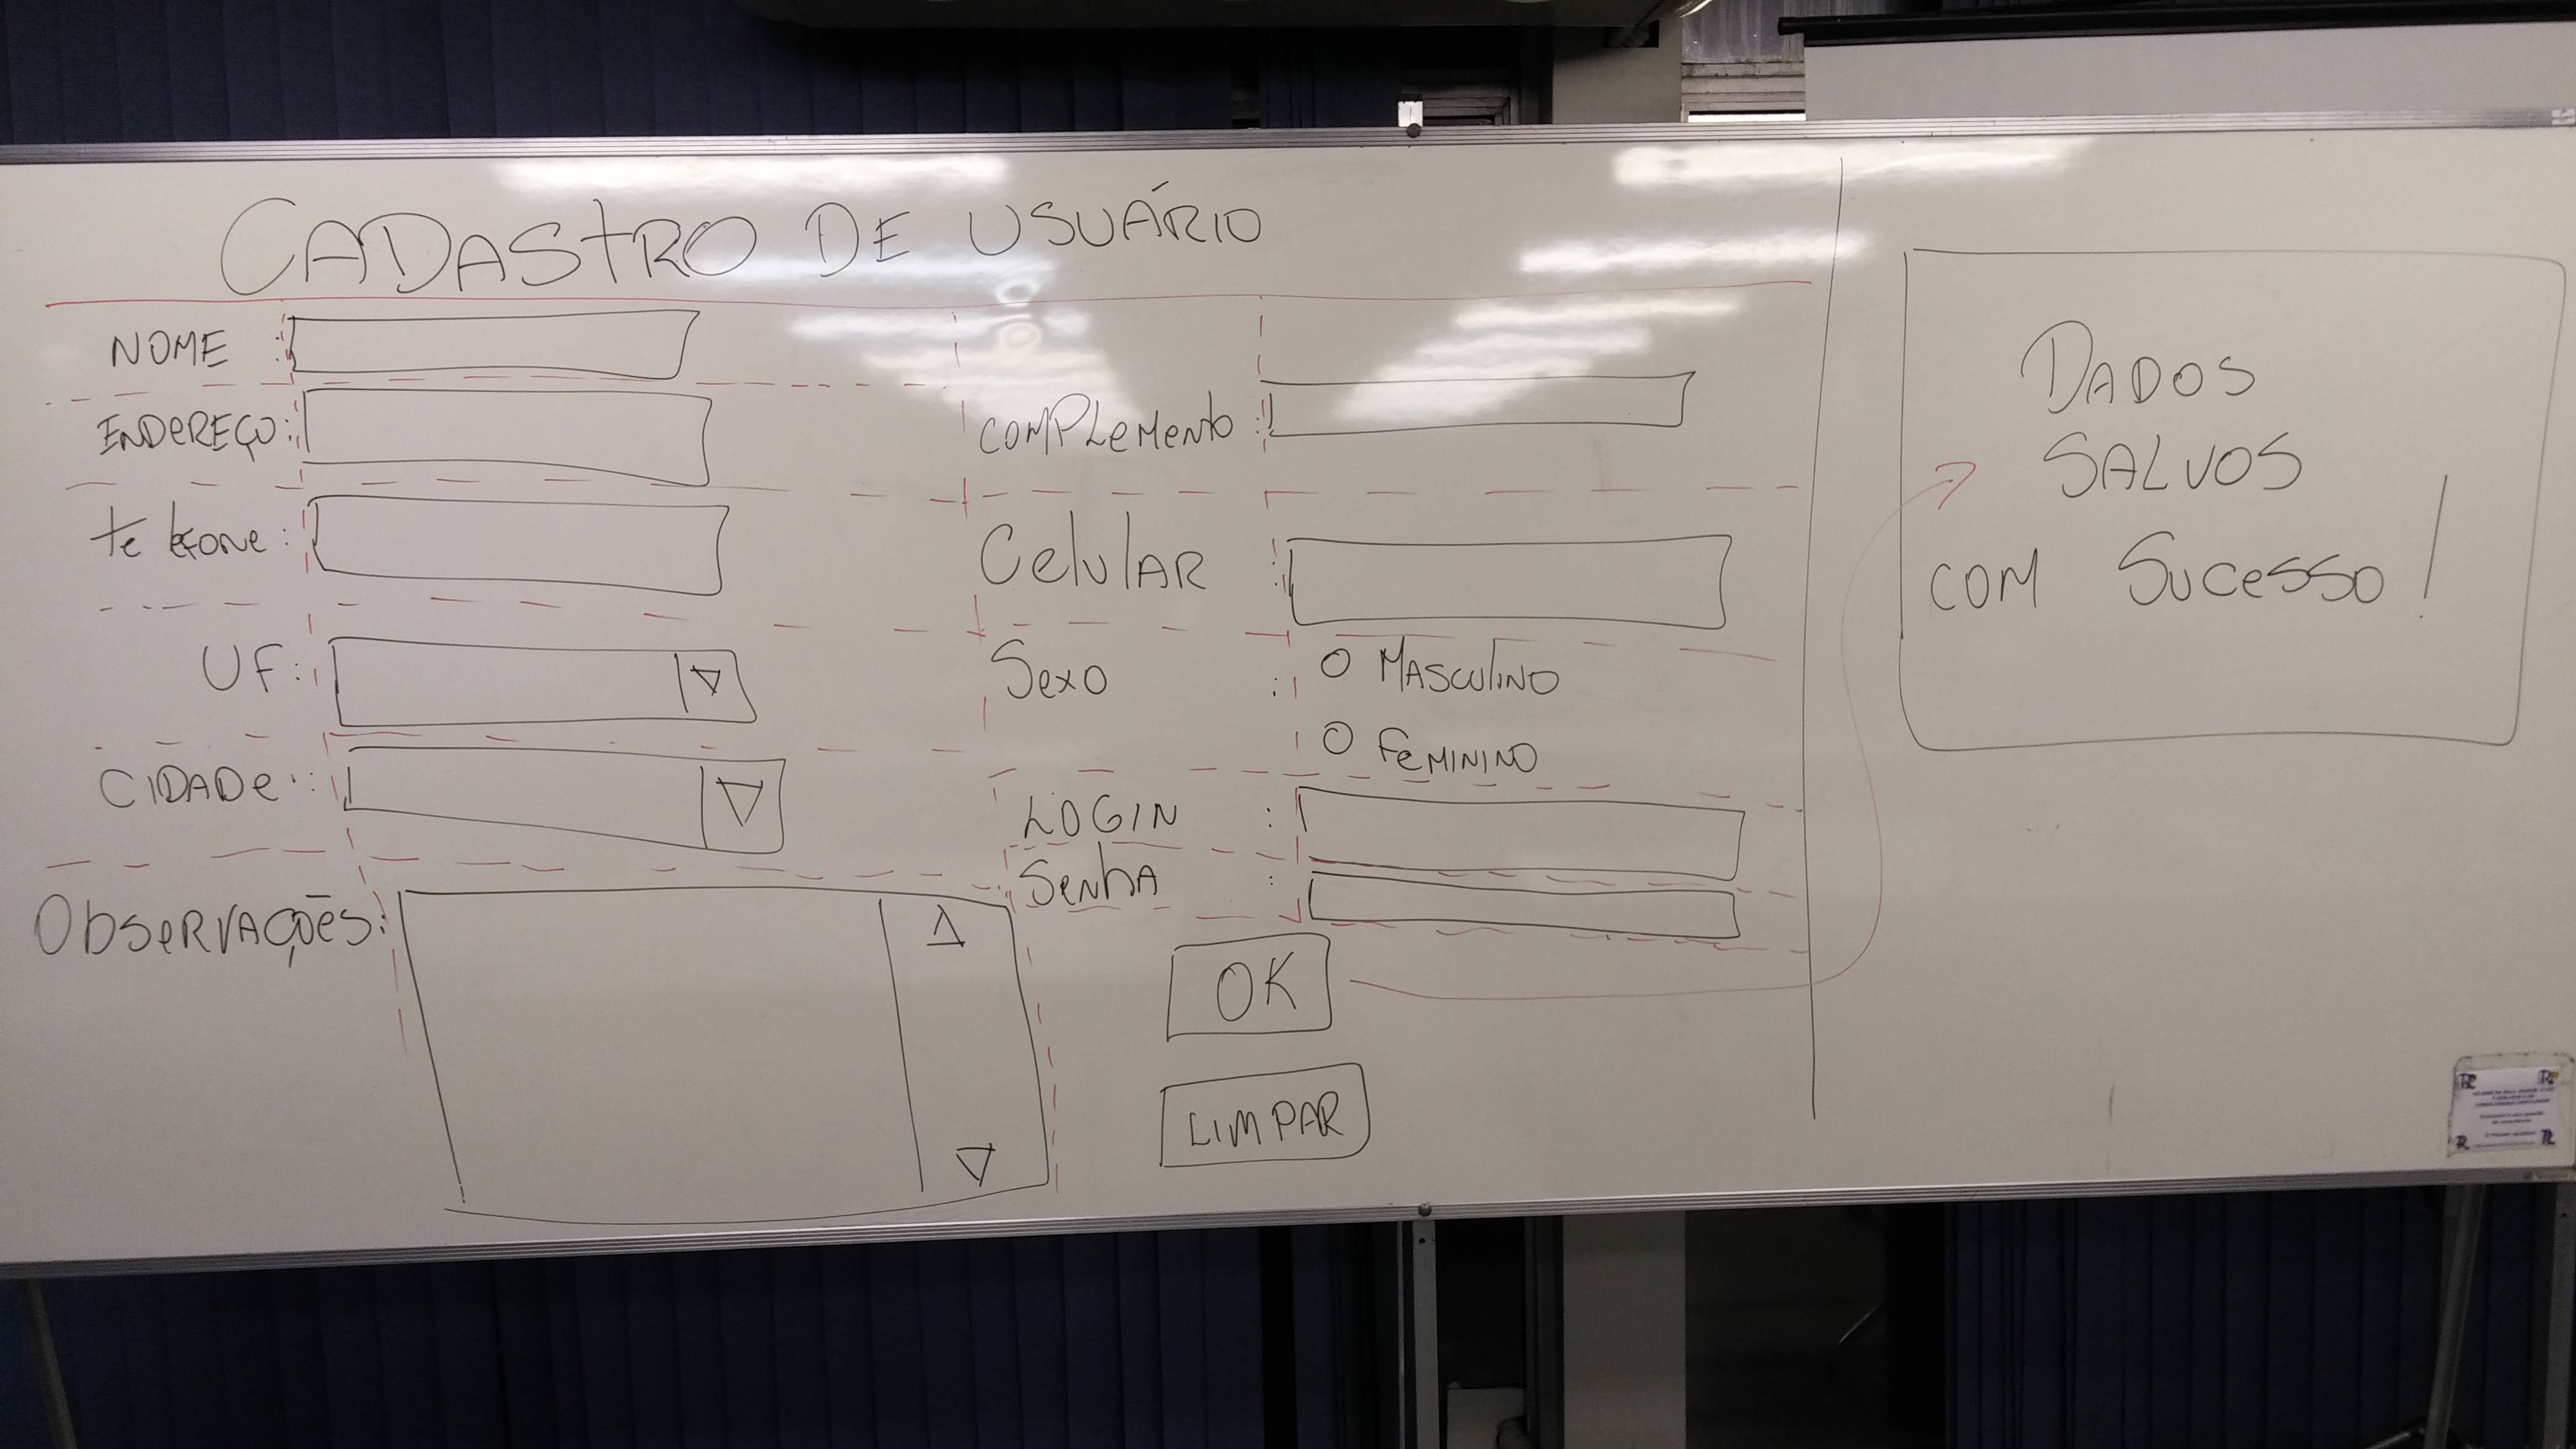 CADASTRO DE USUÁRIO
NOME :
ENDEREÇO:
COMPLEMENTO :
telefone :
Celular :
UF :
Sexo :
O MASCULINO
O FEMININO
CIDADE :
LOGIN :
Senha :
Observações:
OK
LIMPAR
DADOS
SALVOS
COM SUCESSO!